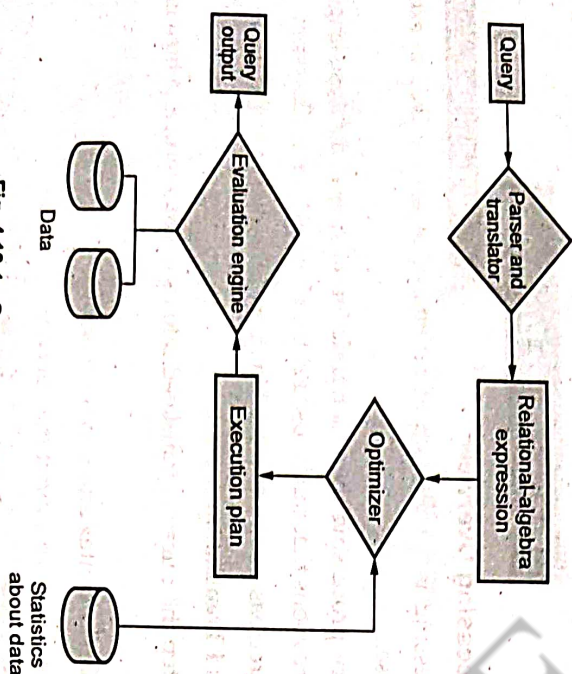 Query
Parser and
translator
Relational-algebra
expression
Optimizer
Query
output
Evaluation engine
Execution plan
Data
Statistics
about data